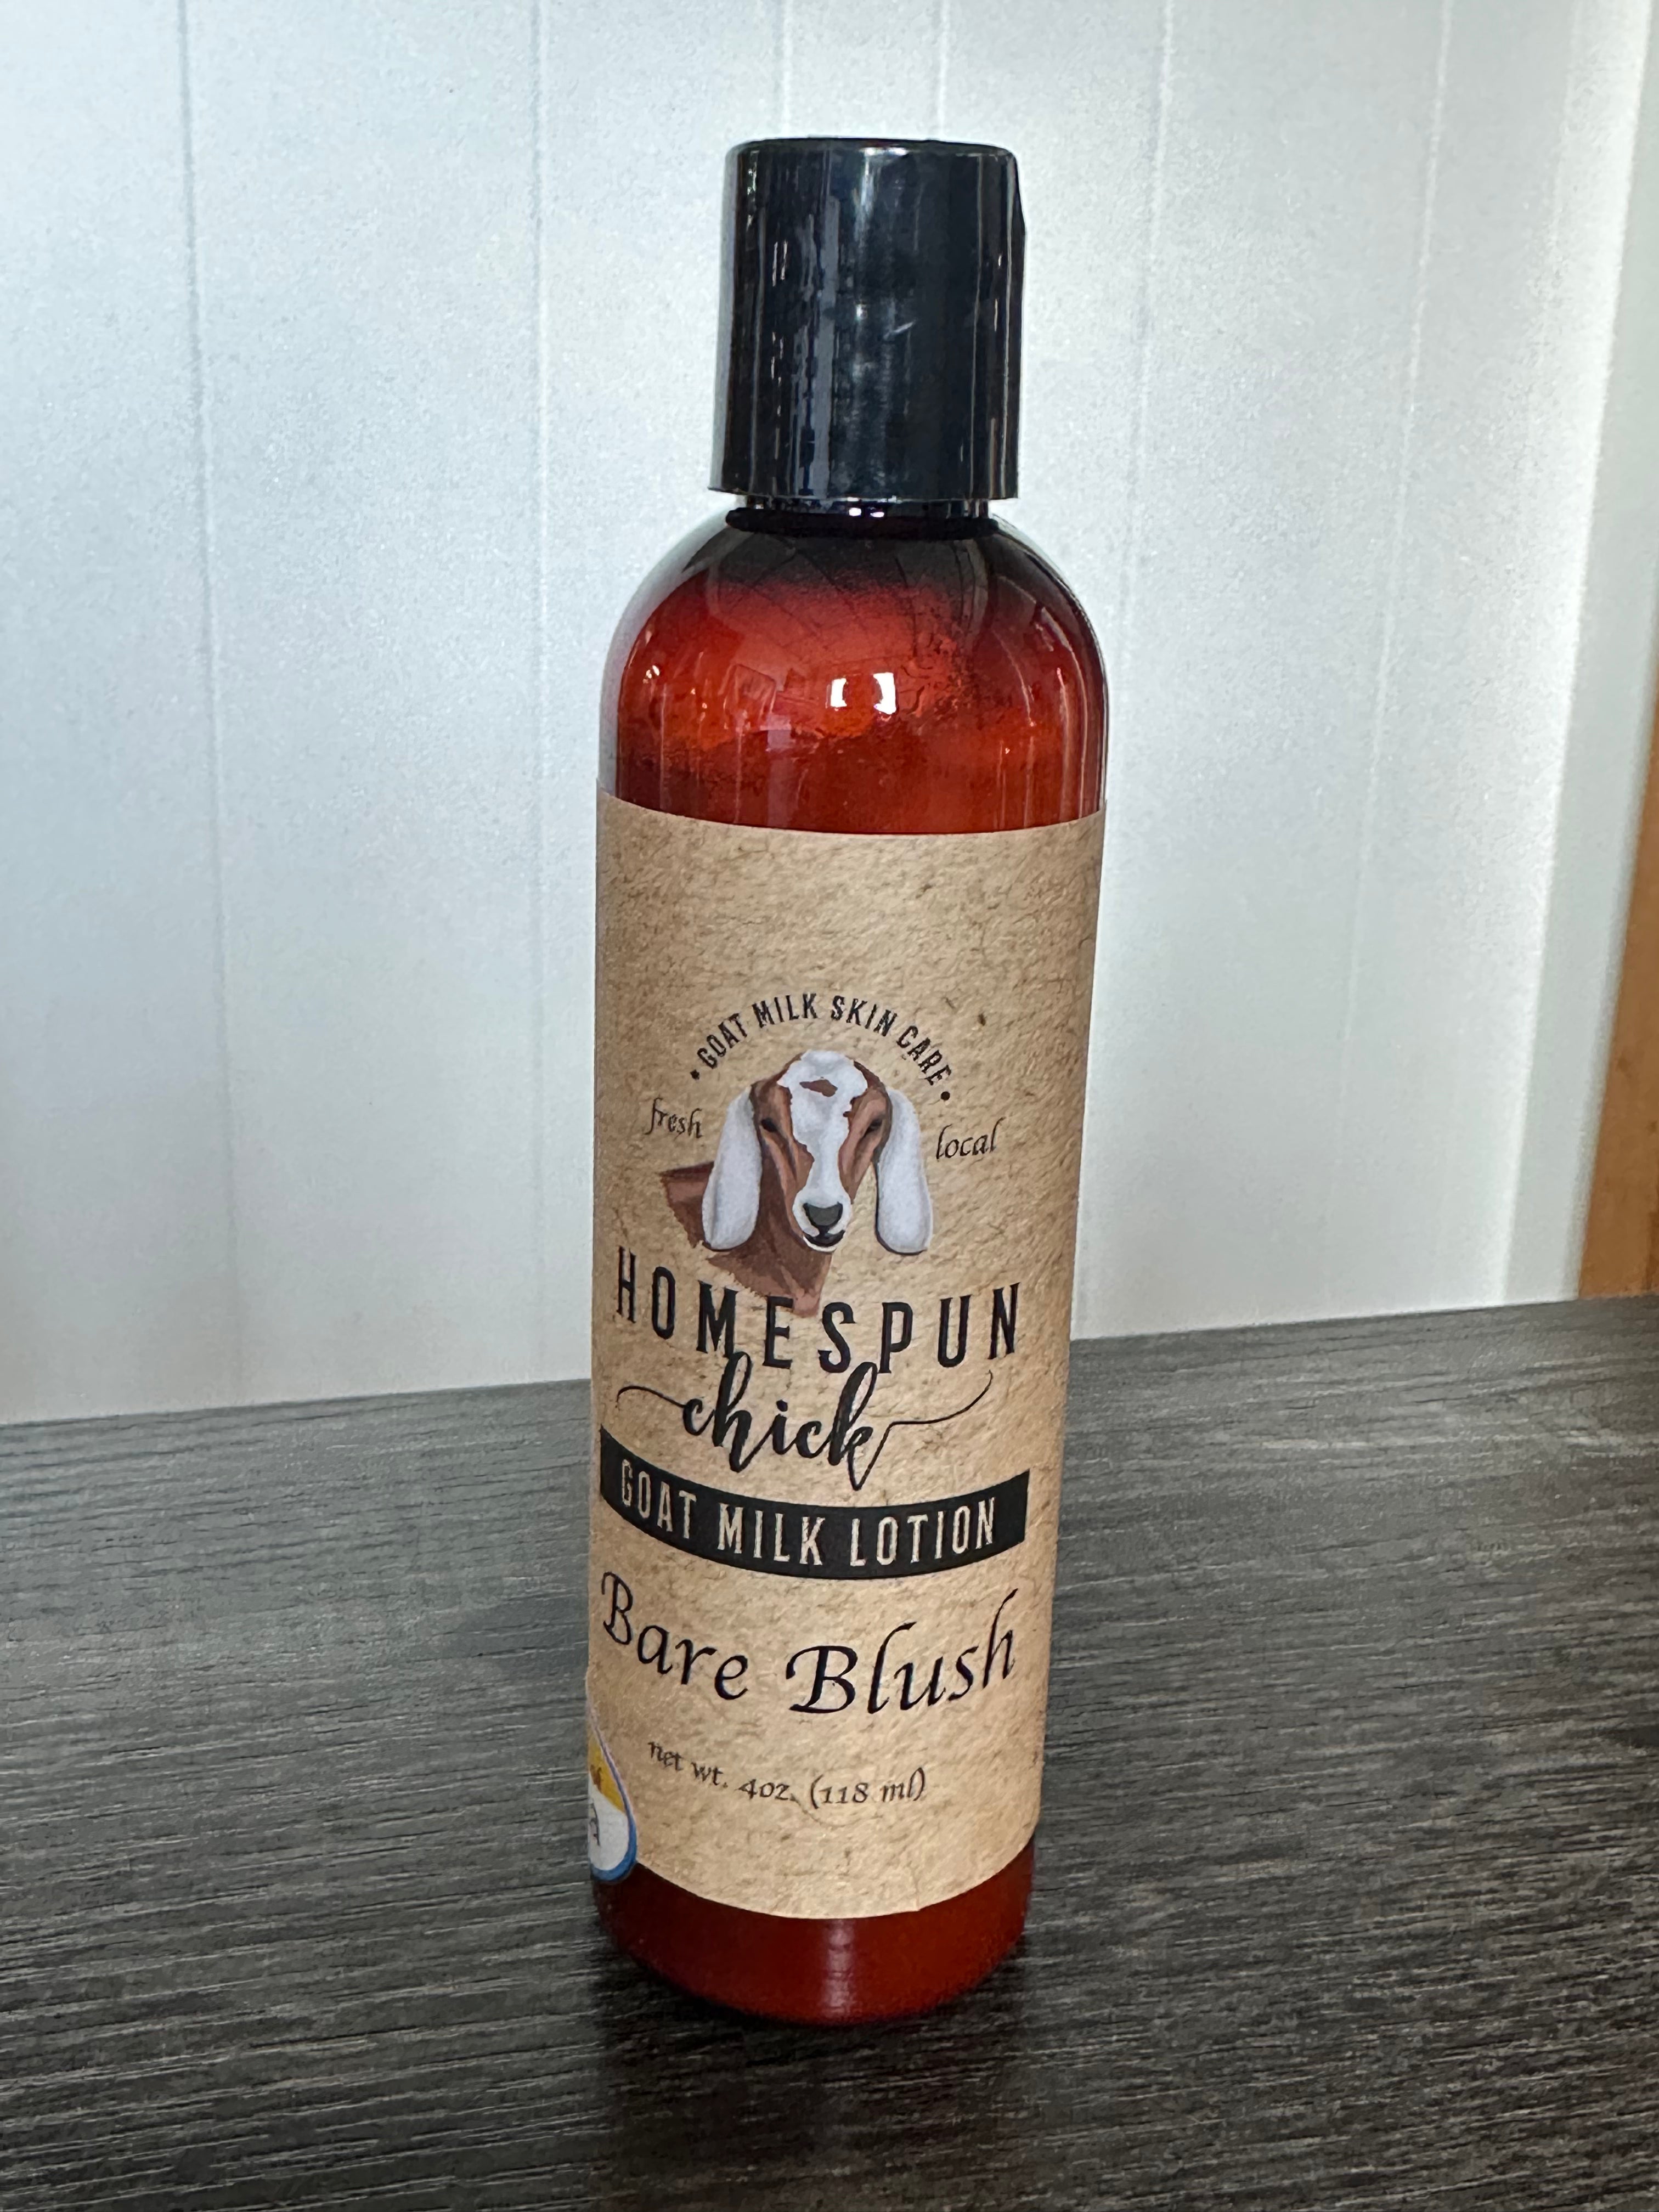 • GOAT MILK SKIN CARE •
fresh local
HOMESPUN
chick
GOAT MILK LOTION
Bare Blush
net wt. 4oz. (118 ml)